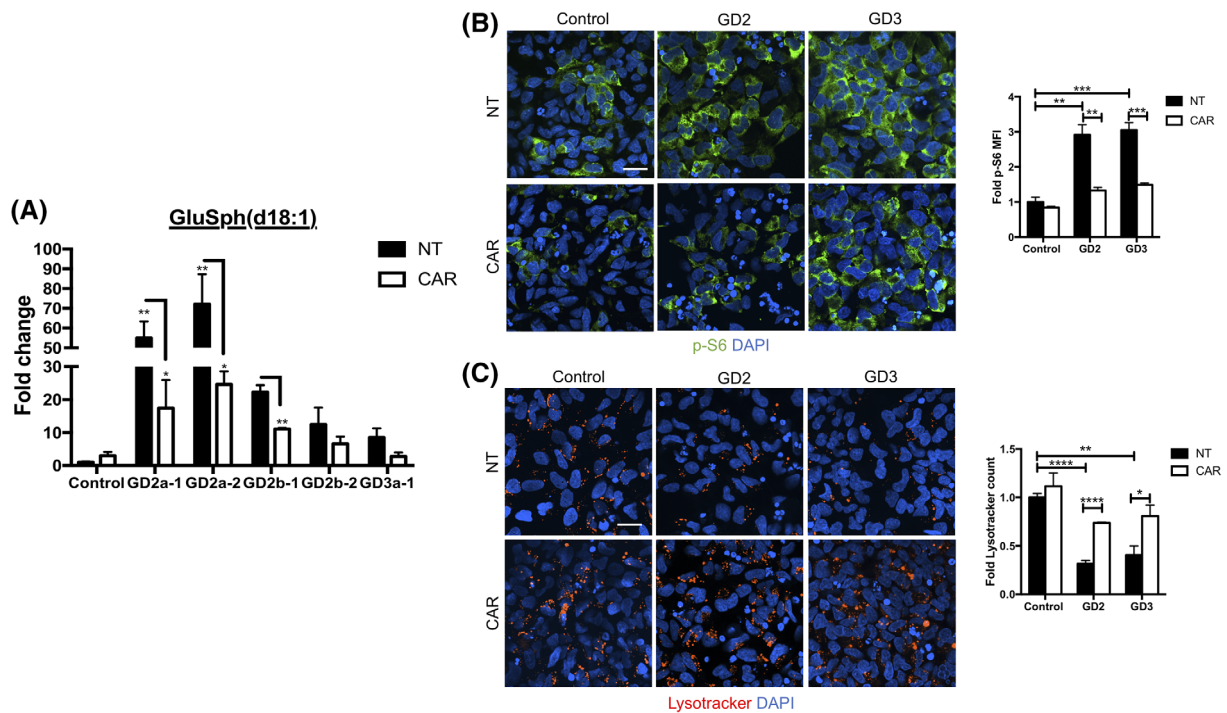 (A)
GluSph(d18:1)
Fold change
100
90
80
70
60
50
30
20
10
0
** ** * * **
NT
CAR
Control GD2a-1 GD2a-2 GD2b-1 GD2b-2 GD3a-1
(B)
Control GD2 GD3
NT
CAR
p-S6 DAPI
Fold p-S6 MFI
4
3
2
1
0
***
** ** ***
NT
CAR
Control GD2 GD3
(C)
Control GD2 GD3
NT
CAR
Lysotracker DAPI
Fold Lysotracker count
1.5
1.0
0.5
0.0
**
****
**** *
NT
CAR
Control GD2 GD3